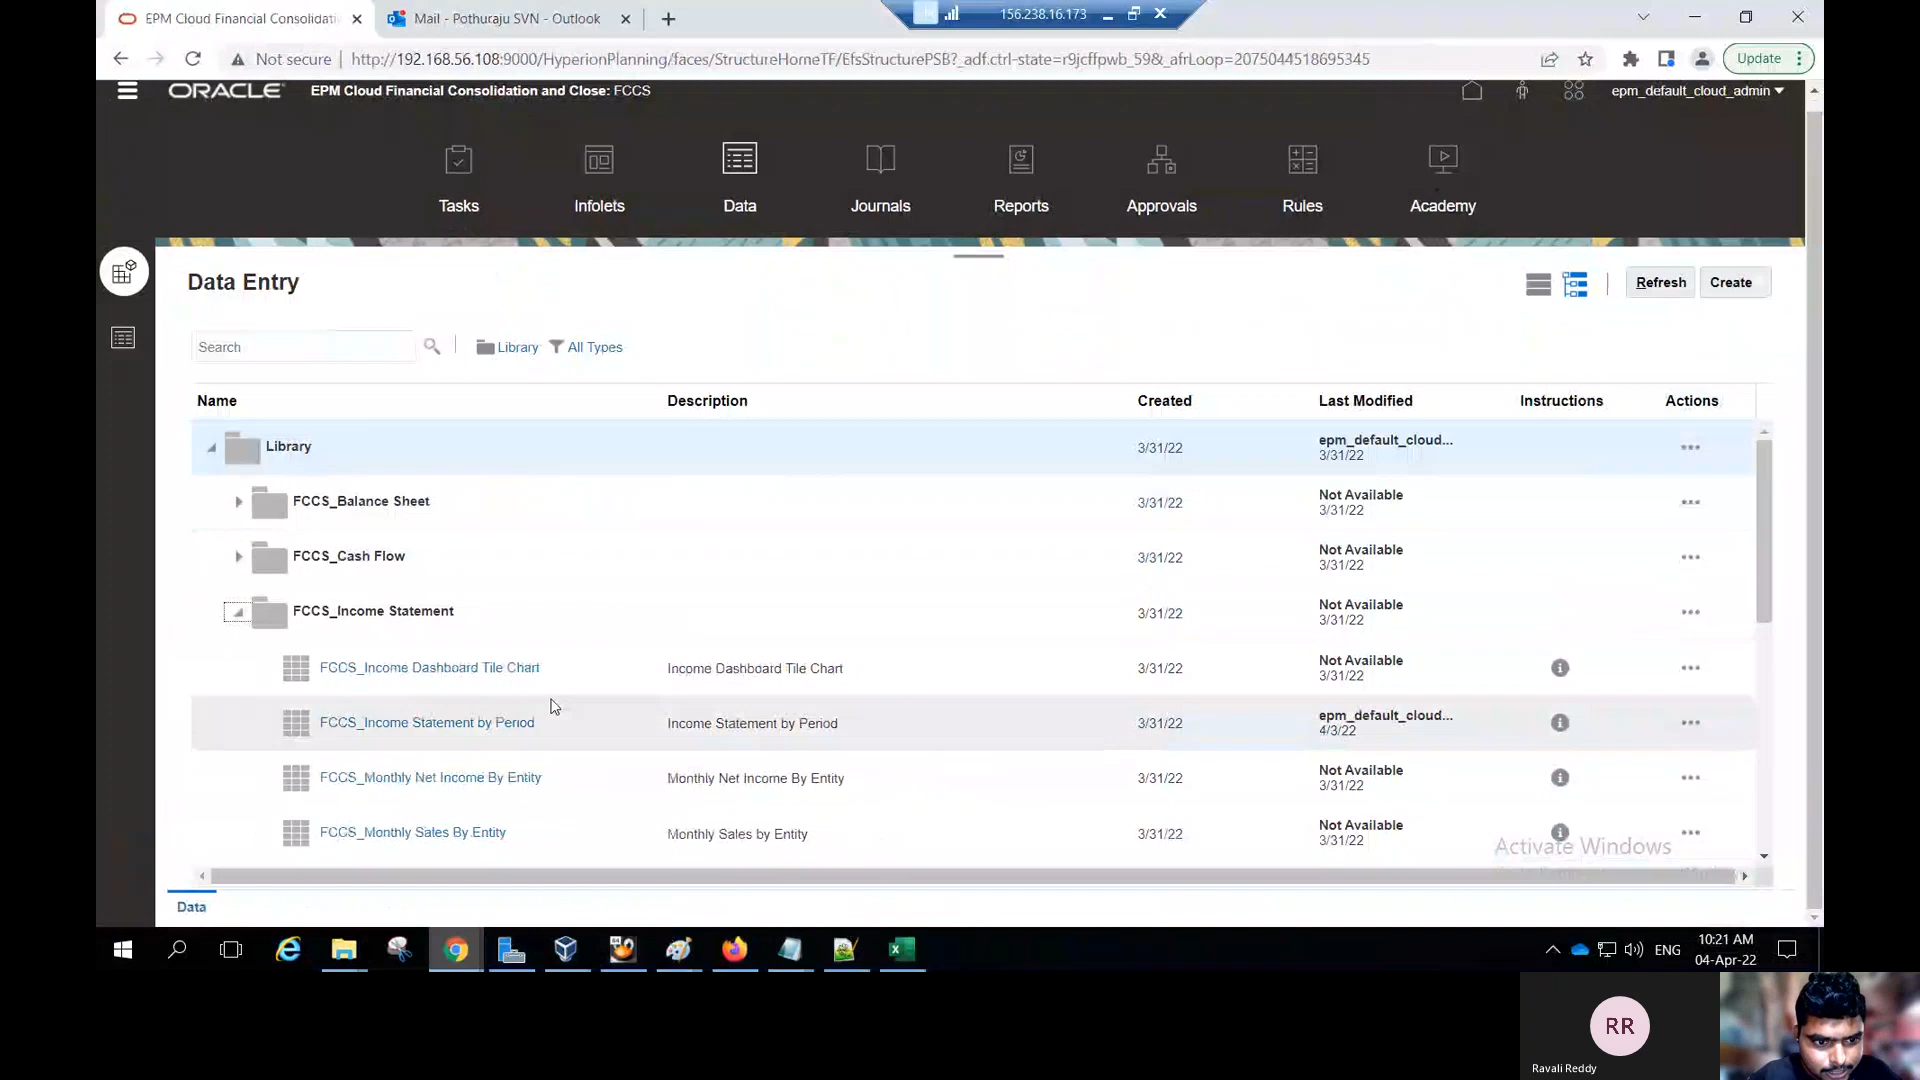 EPM Cloud Financial Consolidati
Mail - Pothuraju SVN - Outlook
156.238.16.173
Not secure
http://192.168.56.108:9000/HyperionPlanning/faces/StructureHomeTF/EfsStructurePSB?_adf.ctrl-state=r9jcffpwb_59&_afrLoop=2075044518695345
Update
ORACLE
EPM Cloud Financial Consolidation and Close: FCCS
epm_default_cloud_admin
Tasks
Infolets
Data
Journals
Reports
Approvals
Rules
Academy
Data Entry
Refresh
Create
Search
Library
All Types
Name Description Created Last Modified Instructions Actions
Library 3/31/22 epm_default_cloud...
3/31/22
FCCS_Balance Sheet 3/31/22 Not Available
3/31/22
FCCS_Cash Flow 3/31/22 Not Available
3/31/22
FCCS_Income Statement 3/31/22 Not Available
3/31/22
FCCS_Income Dashboard Tile Chart Income Dashboard Tile Chart 3/31/22 Not Available
3/31/22
FCCS_Income Statement by Period Income Statement by Period 3/31/22 epm_default_cloud...
4/3/22
FCCS_Monthly Net Income By Entity Monthly Net Income By Entity 3/31/22 Not Available
3/31/22
FCCS_Monthly Sales By Entity Monthly Sales by Entity 3/31/22 Not Available
3/31/22
Activate Windows
Data
ENG
10:21 AM
04-Apr-22
RR
Ravali Reddy